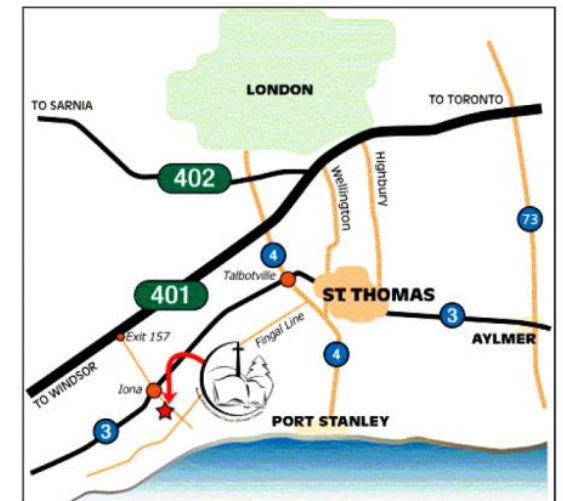 LONDON
TO SARNIA
TO TORONTO
402
Wellington
Highbury
73
4
Talbotville
401
ST. THOMAS
3
AYLMER
Exit 157
Fingal Line
4
TO WINDSOR
Iona
3
PORT STANLEY